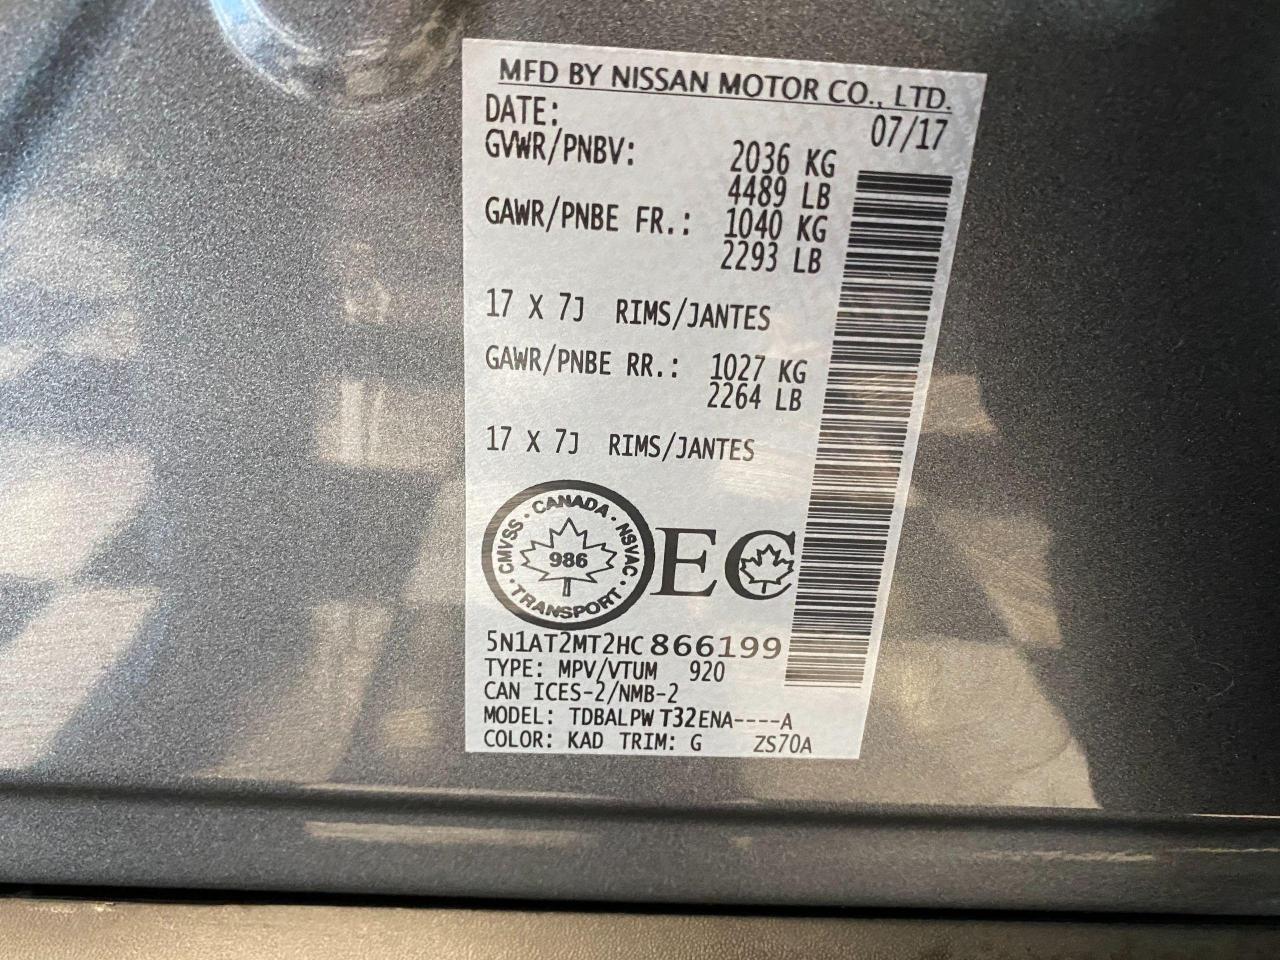 MFD BY NISSAN MOTOR CO., LTD.
DATE: 07/17
GVWR/PNBV: 2036 KG
4489 LB
GAWR/PNBE FR.: 1040 KG
2293 LB
17 X 7J RIMS/JANTES
GAWR/PNBE RR.: 1027 KG
2264 LB
17 X 7J RIMS/JANTES
CMVSS · CANADA · NSVAC · TRANSPORT ·
986
EC
5N1AT2MT2HC866199
TYPE: MPV/VTUM 920
CAN ICES-2/NMB-2
MODEL: TDBALPWT32ENA----A
COLOR: KAD TRIM: G ZS70A